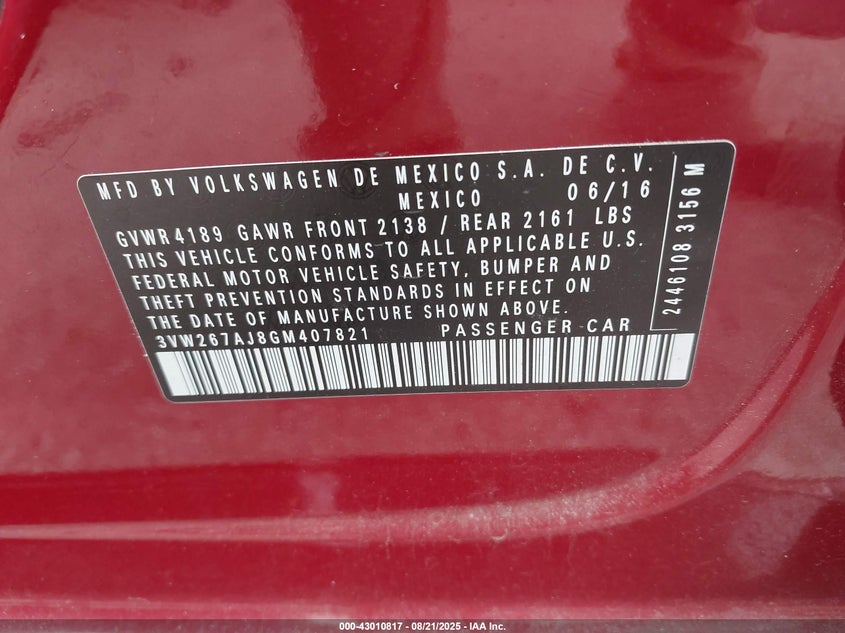 MFD BY VOLKSWAGEN DE MEXICO S.A. DE C.V.
MEXICO 06/16
GVWR 4189 GAWR FRONT 2138 / REAR 2161 LBS
THIS VEHICLE CONFORMS TO ALL APPLICABLE U.S.
FEDERAL MOTOR VEHICLE SAFETY, BUMPER AND
THEFT PREVENTION STANDARDS IN EFFECT ON
THE DATE OF MANUFACTURE SHOWN ABOVE.
3VW267AJ8GM407821 PASSENGER CAR
2446108 3156 M
000-43010817 - 08/21/2025 - IAA Inc.